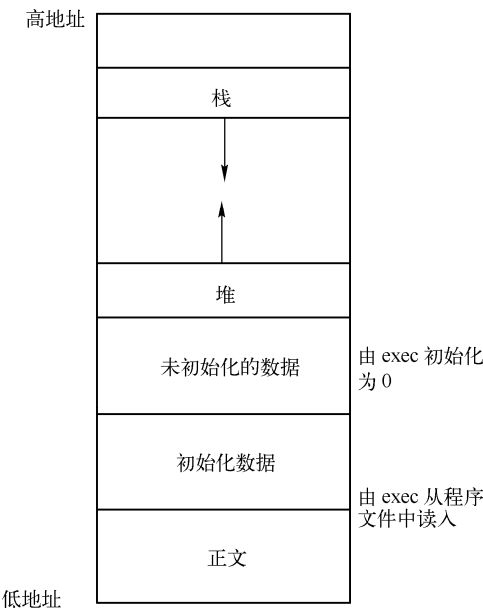 高地址
栈
堆
未初始化的数据
由 exec 初始化
为 0
初始化数据
由 exec 从程序
文件中读入
正文
低地址